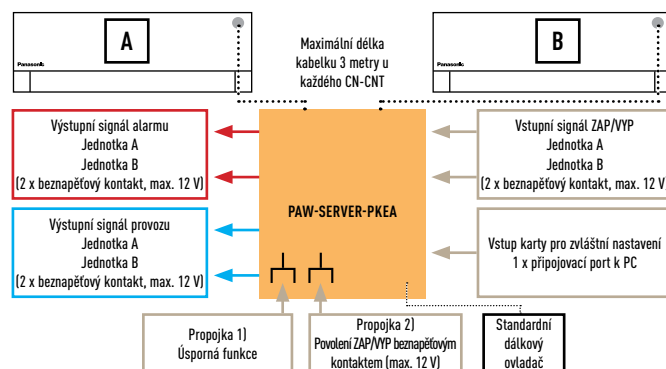 A
B
Panasonic
Panasonic
Maximální délka
kabelku 3 metry u
každého CN-CNT
Výstupní signál alarmu
Jednotka A
Jednotka B
(2 x beznapěťový kontakt, max. 12 V)
Výstupní signál provozu
Jednotka A
Jednotka B
(2 x beznapěťový kontakt, max. 12 V)
PAW-SERVER-PKEA
Vstupní signál ZAP/VYP
Jednotka A
Jednotka B
(2 x beznapěťový kontakt, max. 12 V)
Vstup karty pro zvláštní nastavení
1 x připojovací port k PC
Propojka 1)
Úsporná funkce
Propojka 2)
Povolení ZAP/VYP beznapěťovým
kontaktem (max. 12 V)
Standardní
dálkový
ovladač